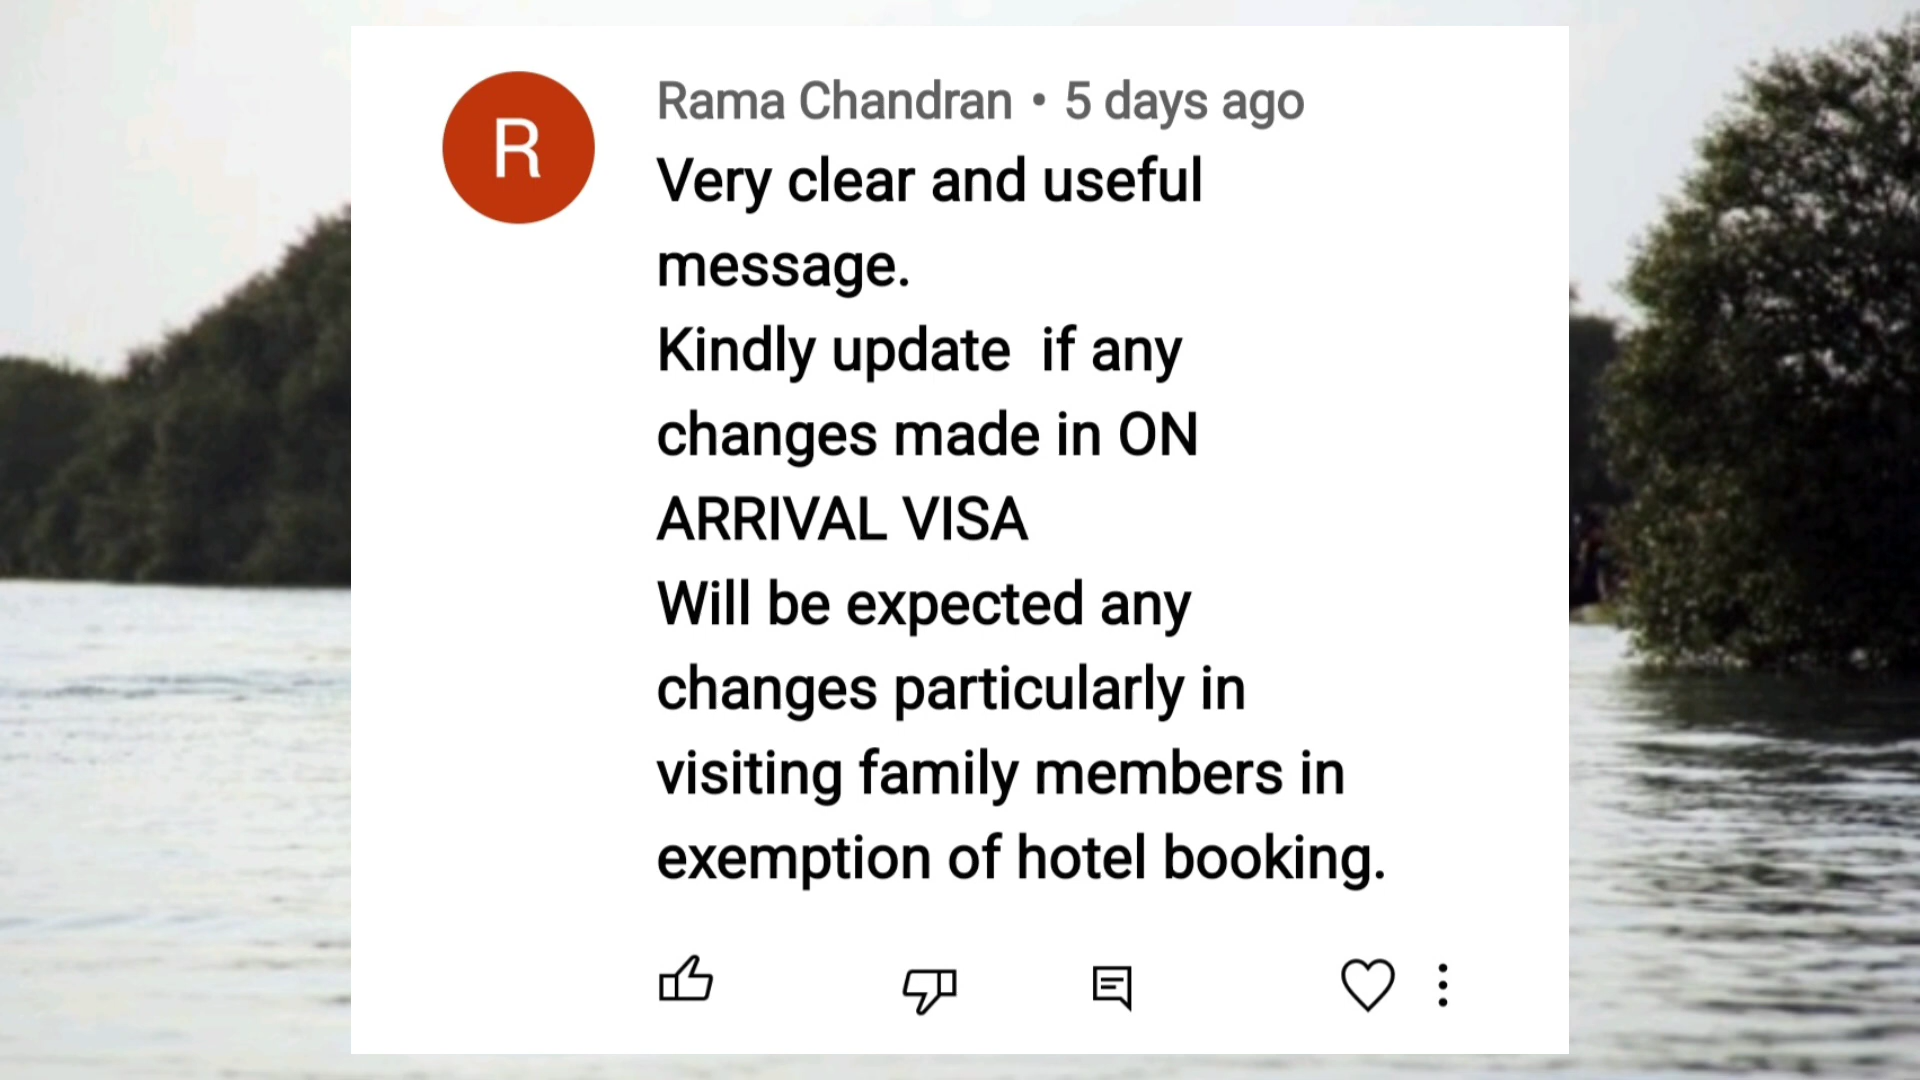 R
Rama Chandran • 5 days ago
Very clear and useful
message.
Kindly update  if any
changes made in ON
ARRIVAL VISA
Will be expected any
changes particularly in
visiting family members in
exemption of hotel booking.